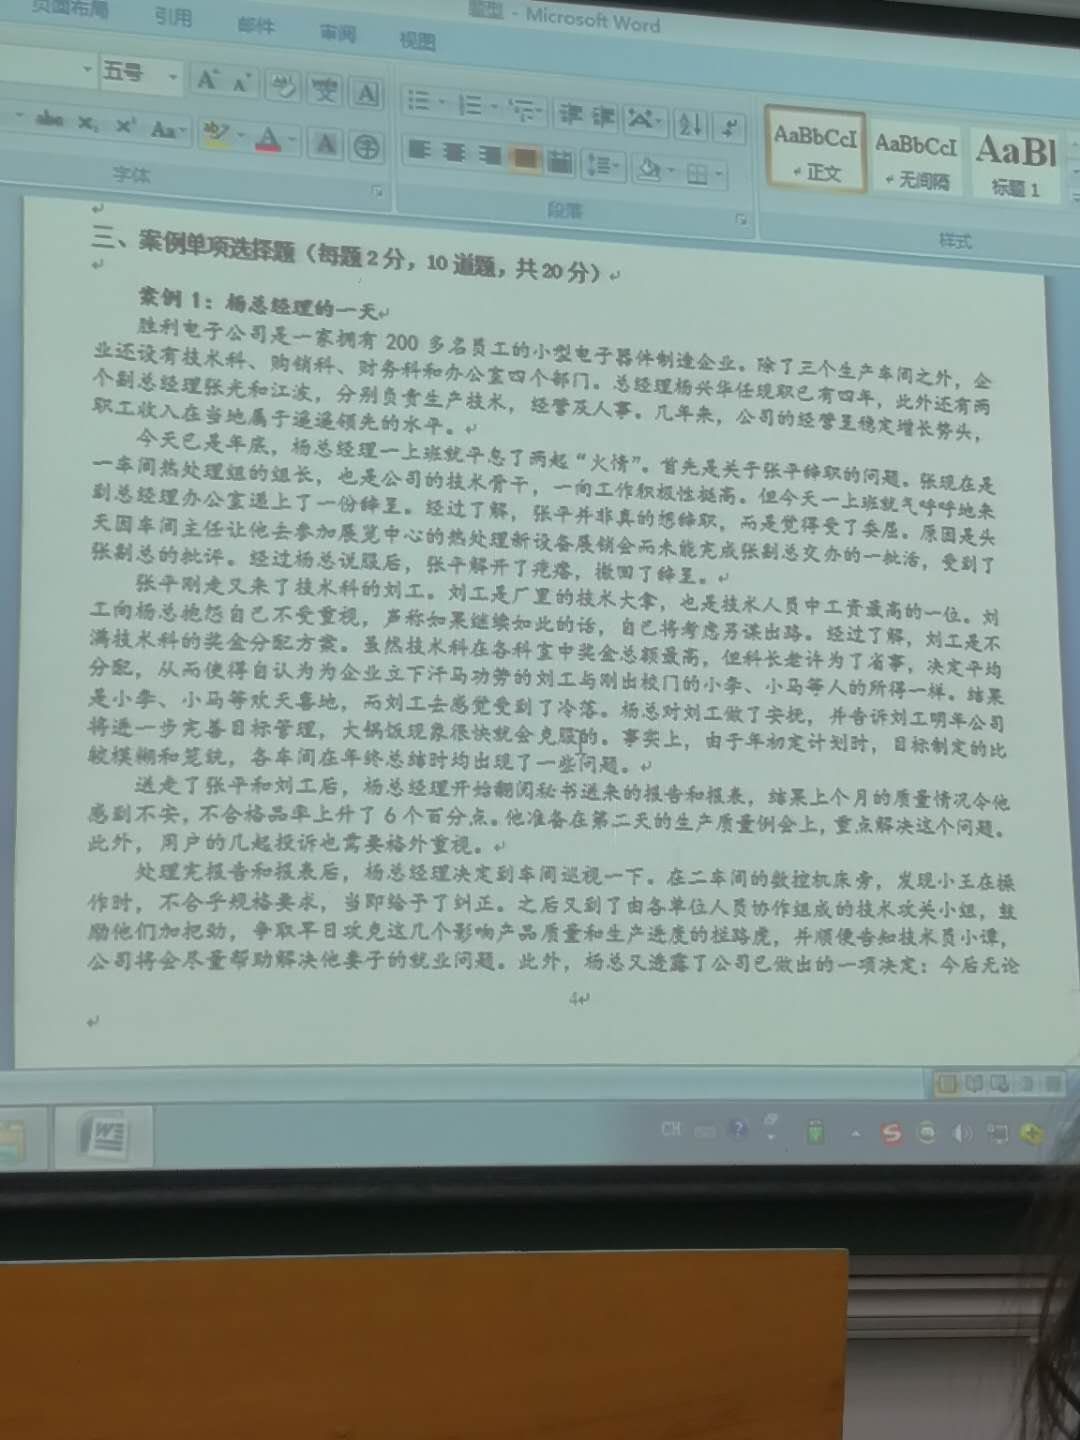 题型 - Microsoft Word
页面布局 引用 邮件 审阅 视图
五号
AaBbCcI AaBbCcI AaBl
正文 无间隔 标题 1
字体 段落 样式
三、案例单项选择题（每题2分，10道题，共20分）
案例1：杨总经理的一天
胜利电子公司是一家拥有 200 多名员工的小型电子器件制造企业。除了三个生产车间之外，企
业还设有技术科、购销科、财务科和办公室四个部门。总经理杨兴华任现职已有四年，此外还有两
个副总经理张光和江波，分别负责生产技术，经营及人事。几年来，公司的经营呈稳定增长势头，
职工收入在当地属于遥遥领先的水平。
今天已是年底，杨总经理一上班就平息了两起“火情”。首先是关于张平辞职的问题。张现在是
一车间热处理组的组长，也是公司的技术骨干，一向工作积极性挺高。但今天一上班就气呼呼地来
到总经理办公室递上了一份辞呈。经过了解，张平并非真的想辞职，而是觉得受了委屈。原因是头
天因车间主任让他去参加展览中心的热处理新设备展销会而未能完成张副总交办的一批活，受到了
张副总的批评。经过杨总说服后，张平解开了疙瘩，撤回了辞呈。
张平刚走又来了技术科的刘工。刘工是厂里的技术大拿，也是技术人员中工资最高的一位。刘
工向杨总抱怨自己不受重视，声称如果继续如此的话，自己将考虑另谋出路。经过了解，刘工是不
满技术科的奖金分配方案。虽然技术科在各科室中奖金总额最高，但科长老许为了省事，决定平均
分配，从而使得自认为为企业立下汗马功劳的刘工与刚出校门的小李、小马等人的所得一样。结果
是小李、小马等欢天喜地，而刘工去感觉受到了冷落。杨总对刘工做了安抚，并告诉刘工明年公司
将进一步完善目标管理，大锅饭现象很快就会克服的。事实上，由于年初定计划时，目标制定的比
较模糊和笼统，各车间在年终总结时均出现了一些问题。
送走了张平和刘工后，杨总经理开始翻阅秘书送来的报告和报表，结果上个月的质量情况令他
感到不安，不合格品率上升了 6 个百分点。他准备在第二天的生产质量例会上，重点解决这个问题。
此外，用户的几起投诉也需要格外重视。
处理完报告和报表后，杨总经理决定到车间巡视一下。在二车间的数控机床旁，发现小王在操
作时，不合乎规格要求，当即给予了纠正。之后又到了由各单位人员协作组成的技术攻关小组，鼓
励他们加把劲，争取早日攻克这几个影响产品质量和生产进度的拦路虎，并顺便告知技术员小谭，
公司将会尽量帮助解决他妻子的就业问题。此外，杨总又透露了公司已做出的一项决定：今后无论
4
CH